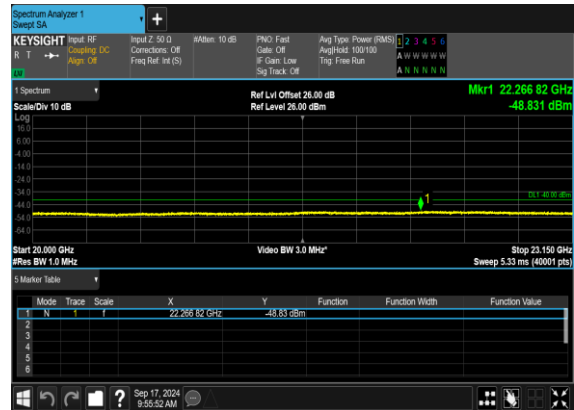 Spectrum Analyzer 1
Swept SA
+
KEYSIGHT Input: RF Input Z: 50 Ω #Atten: 10 dB PNO: Fast Avg Type: Power (RMS) 1 2 3 4 5 6
R T Coupling: DC Corrections: Off Gate: Off Avg|Hold: 100/100 A W W W W W
Align: Off Freq Ref: Int (S) IF Gain: Low Trig: Free Run
Sig Track: Off A N N N N N
LW
1 Spectrum Ref Lvl Offset 26.00 dB Mkr1 22.266 82 GHz
Scale/Div 10 dB Ref Level 26.00 dBm -48.831 dBm
Log
16.0
6.00
-4.00
-14.0
-24.0
-34.0
1
DL1 -40.00 dBm
-44.0
-54.0
-64.0
Start 20.000 GHz Video BW 3.0 MHz* Stop 23.150 GHz
#Res BW 1.0 MHz Sweep 5.33 ms (40001 pts)
5 Marker Table
Mode Trace Scale X Y Function Function Width Function Value
1 N 1 f 22.266 82 GHz -48.83 dBm
2
3
4
5
6
? Sep 17, 2024
9:55:52 AM